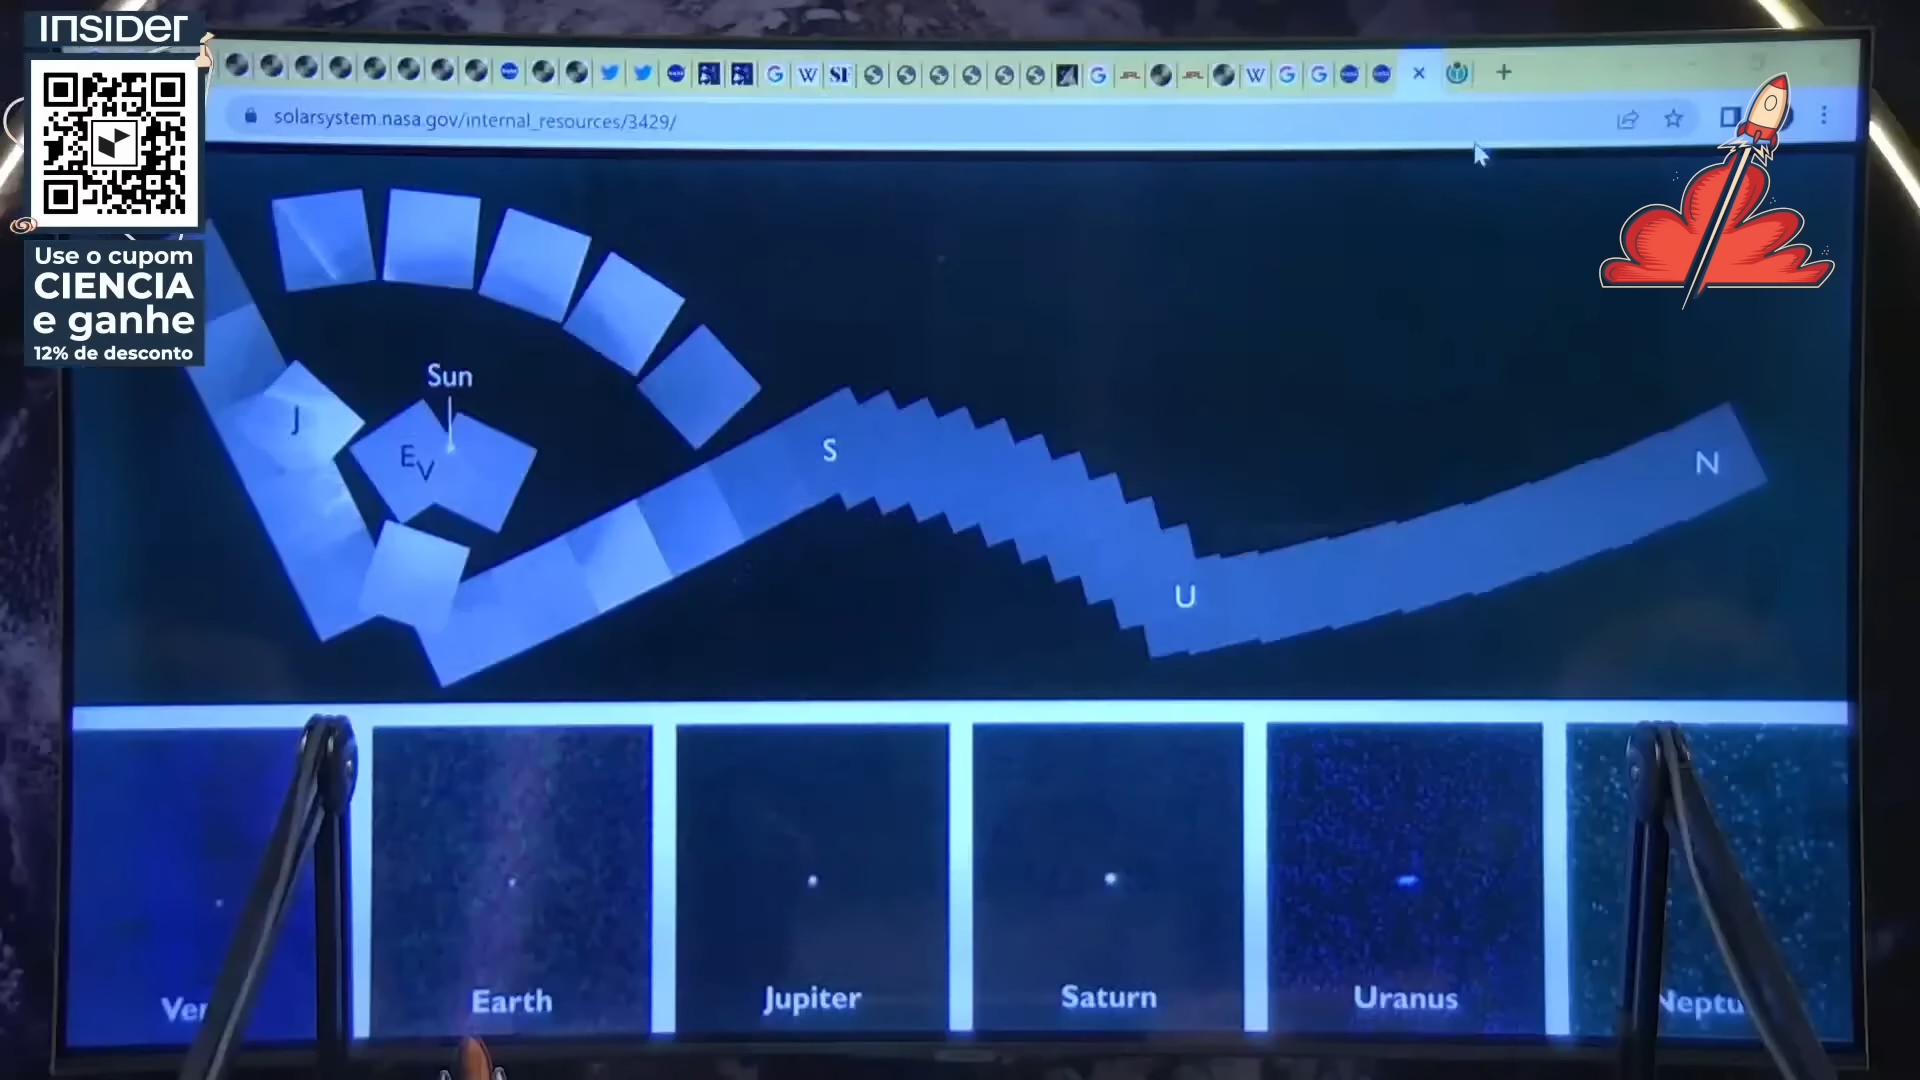 INSIDER
Use o cupom
CIENCIA
e ganhe
12% de desconto
solarsystem.nasa.gov/internal_resources/3429/
Sun
J
E
V
S
U
N
Ven
Earth
Jupiter
Saturn
Uranus
Neptu